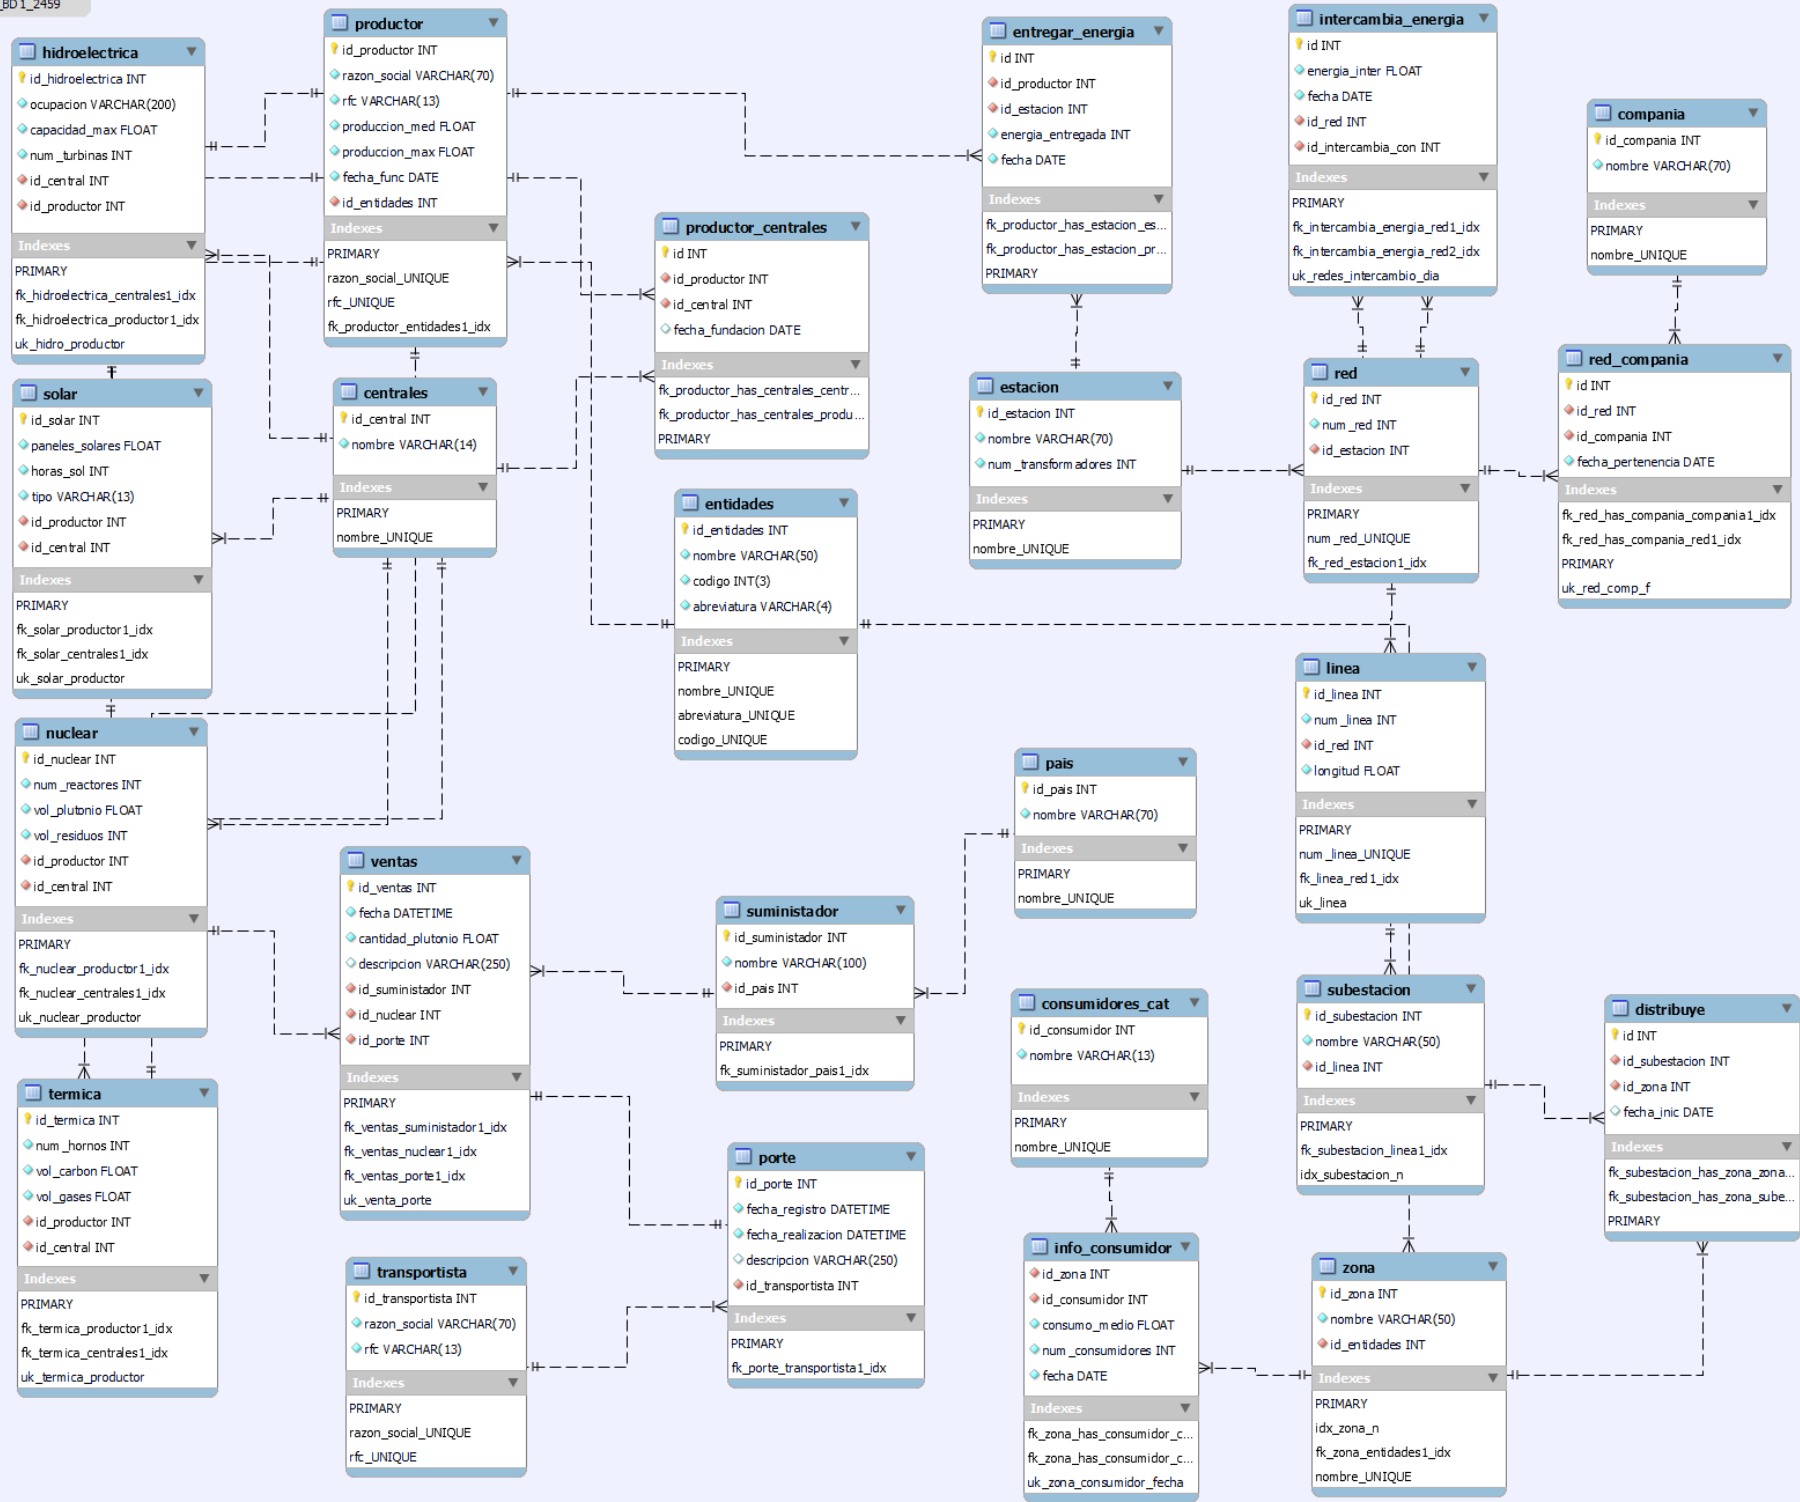 _BD1_2459
hidroelectrica
id_hidroelectrica INT
ocupacion VARCHAR(200)
capacidad_max FLOAT
num_turbinas INT
id_central INT
id_productor INT
Indexes
PRIMARY
fk_hidroelectrica_centrales1_idx
fk_hidroelectrica_productor1_idx
uk_hidro_productor
productor
id_productor INT
razon_social VARCHAR(70)
rfc VARCHAR(13)
produccion_med FLOAT
produccion_max FLOAT
fecha_func DATE
id_entidades INT
Indexes
PRIMARY
razon_social_UNIQUE
rfc_UNIQUE
fk_productor_entidades1_idx
productor_centrales
id INT
id_productor INT
id_central INT
fecha_fundacion DATE
Indexes
fk_productor_has_centrales_centr...
fk_productor_has_centrales_produ...
PRIMARY
entregar_energia
id INT
id_productor INT
id_estacion INT
energia_entregada INT
fecha DATE
Indexes
fk_productor_has_estacion_es...
fk_productor_has_estacion_pr...
PRIMARY
intercambia_energia
id INT
energia_inter FLOAT
fecha DATE
id_red INT
id_intercambia_con INT
Indexes
PRIMARY
fk_intercambia_energia_red1_idx
fk_intercambia_energia_red2_idx
uk_redes_intercambio_dia
compania
id_compania INT
nombre VARCHAR(70)
Indexes
PRIMARY
nombre_UNIQUE
solar
id_solar INT
paneles_solares FLOAT
horas_sol INT
tipo VARCHAR(13)
id_productor INT
id_central INT
Indexes
PRIMARY
fk_solar_productor1_idx
fk_solar_centrales1_idx
uk_solar_productor
centrales
id_central INT
nombre VARCHAR(14)
Indexes
PRIMARY
nombre_UNIQUE
entidades
id_entidades INT
nombre VARCHAR(50)
codigo INT(3)
abreviatura VARCHAR(4)
Indexes
PRIMARY
nombre_UNIQUE
abreviatura_UNIQUE
codigo_UNIQUE
estacion
id_estacion INT
nombre VARCHAR(70)
num_transformadores INT
Indexes
PRIMARY
nombre_UNIQUE
red
id_red INT
num_red INT
id_estacion INT
Indexes
PRIMARY
num_red_UNIQUE
fk_red_estacion1_idx
red_compania
id INT
id_red INT
id_compania INT
fecha_pertenencia DATE
Indexes
fk_red_has_compania_compania1_idx
fk_red_has_compania_red1_idx
PRIMARY
uk_red_comp_f
nuclear
id_nuclear INT
num_reactores INT
vol_plutonio FLOAT
vol_residuos INT
id_productor INT
id_central INT
Indexes
PRIMARY
fk_nuclear_productor1_idx
fk_nuclear_centrales1_idx
uk_nuclear_productor
ventas
id_ventas INT
fecha DATETIME
cantidad_plutonio FLOAT
descripcion VARCHAR(250)
id_suministador INT
id_nuclear INT
id_porte INT
Indexes
PRIMARY
fk_ventas_suministador1_idx
fk_ventas_nuclear1_idx
fk_ventas_porte1_idx
uk_venta_porte
suministador
id_suministador INT
nombre VARCHAR(100)
id_pais INT
Indexes
PRIMARY
fk_suministador_pais1_idx
pais
id_pais INT
nombre VARCHAR(70)
Indexes
PRIMARY
nombre_UNIQUE
linea
id_linea INT
num_linea INT
id_red INT
longitud FLOAT
Indexes
PRIMARY
num_linea_UNIQUE
fk_linea_red1_idx
uk_linea
termica
id_termica INT
num_hornos INT
vol_carbon FLOAT
vol_gases FLOAT
id_productor INT
id_central INT
Indexes
PRIMARY
fk_termica_productor1_idx
fk_termica_centrales1_idx
uk_termica_productor
transportista
id_transportista INT
razon_social VARCHAR(70)
rfc VARCHAR(13)
Indexes
PRIMARY
razon_social_UNIQUE
rfc_UNIQUE
porte
id_porte INT
fecha_registro DATETIME
fecha_realizacion DATETIME
descripcion VARCHAR(250)
id_transportista INT
Indexes
PRIMARY
fk_porte_transportista1_idx
consumidores_cat
id_consumidor INT
nombre VARCHAR(13)
Indexes
PRIMARY
nombre_UNIQUE
subestacion
id_subestacion INT
nombre VARCHAR(50)
id_linea INT
Indexes
PRIMARY
fk_subestacion_linea1_idx
idx_subestacion_n
distribuye
id INT
id_subestacion INT
id_zona INT
fecha_inic DATE
Indexes
fk_subestacion_has_zona_zona...
fk_subestacion_has_zona_sube...
PRIMARY
info_consumidor
id_zona INT
id_consumidor INT
consumo_medio FLOAT
num_consumidores INT
fecha DATE
Indexes
fk_zona_has_consumidor_c...
fk_zona_has_consumidor_c...
uk_zona_consumidor_fecha
zona
id_zona INT
nombre VARCHAR(50)
id_entidades INT
Indexes
PRIMARY
idx_zona_n
fk_zona_entidades1_idx
nombre_UNIQUE